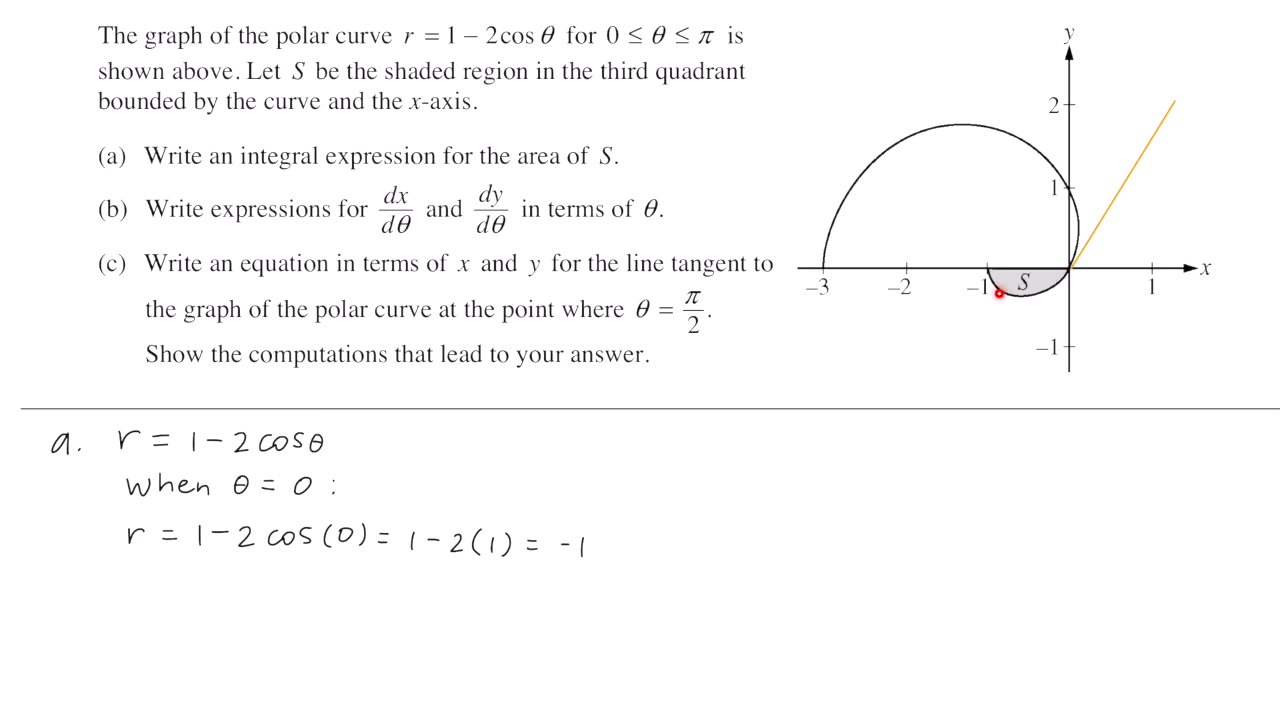 The graph of the polar curve r = 1 − 2cos θ for 0 ≤ θ ≤ π is
shown above. Let S be the shaded region in the third quadrant
bounded by the curve and the x-axis.
(a) Write an integral expression for the area of S.
(b) Write expressions for dx/dθ and dy/dθ in terms of θ.
(c) Write an equation in terms of x and y for the line tangent to
the graph of the polar curve at the point where θ = π/2.
Show the computations that lead to your answer.
y
2
1
−3 −2 −1 S 1 x
−1
a. r = 1 − 2 cos θ
when θ = 0 :
r = 1 − 2 cos (0) = 1 − 2(1) = -1